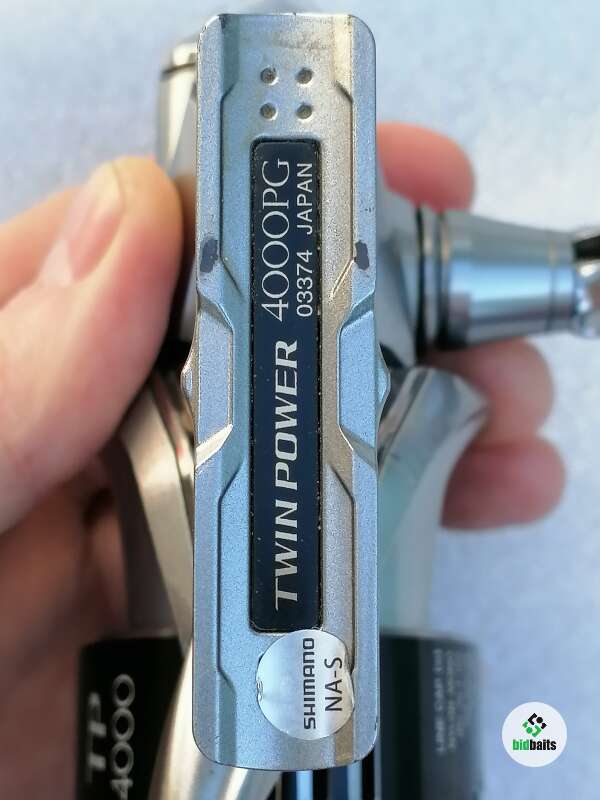 TWIN POWER 4000PG
03374 JAPAN
SHIMANO
NA-S
TP
4000
bidbaits